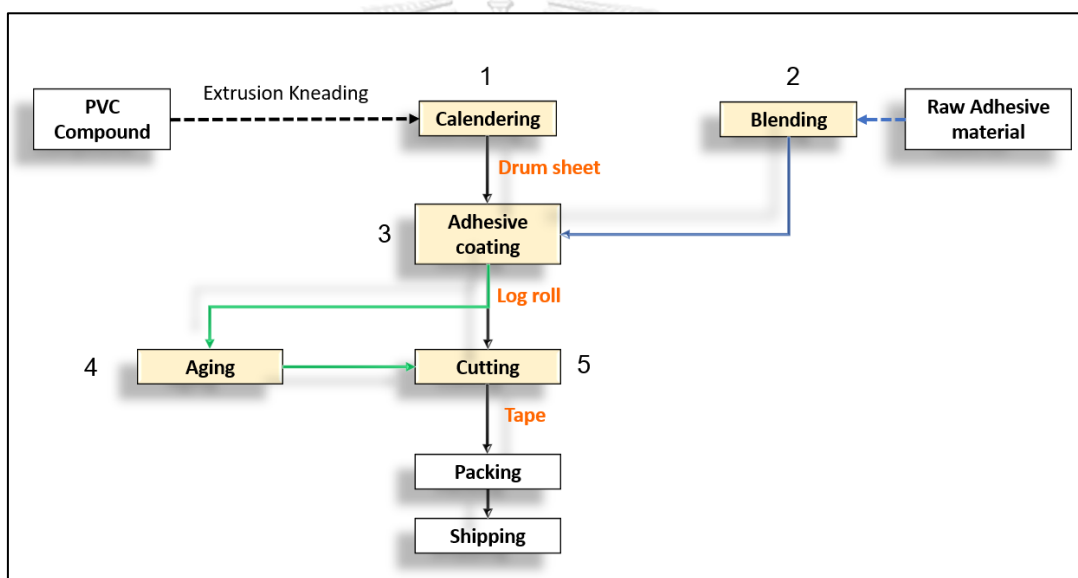 1
2
PVC
Compound
Extrusion Kneading
Calendering
Blending
Raw Adhesive
material
Drum sheet
3
Adhesive
coating
Log roll
4
Aging
Cutting
5
Tape
Packing
Shipping